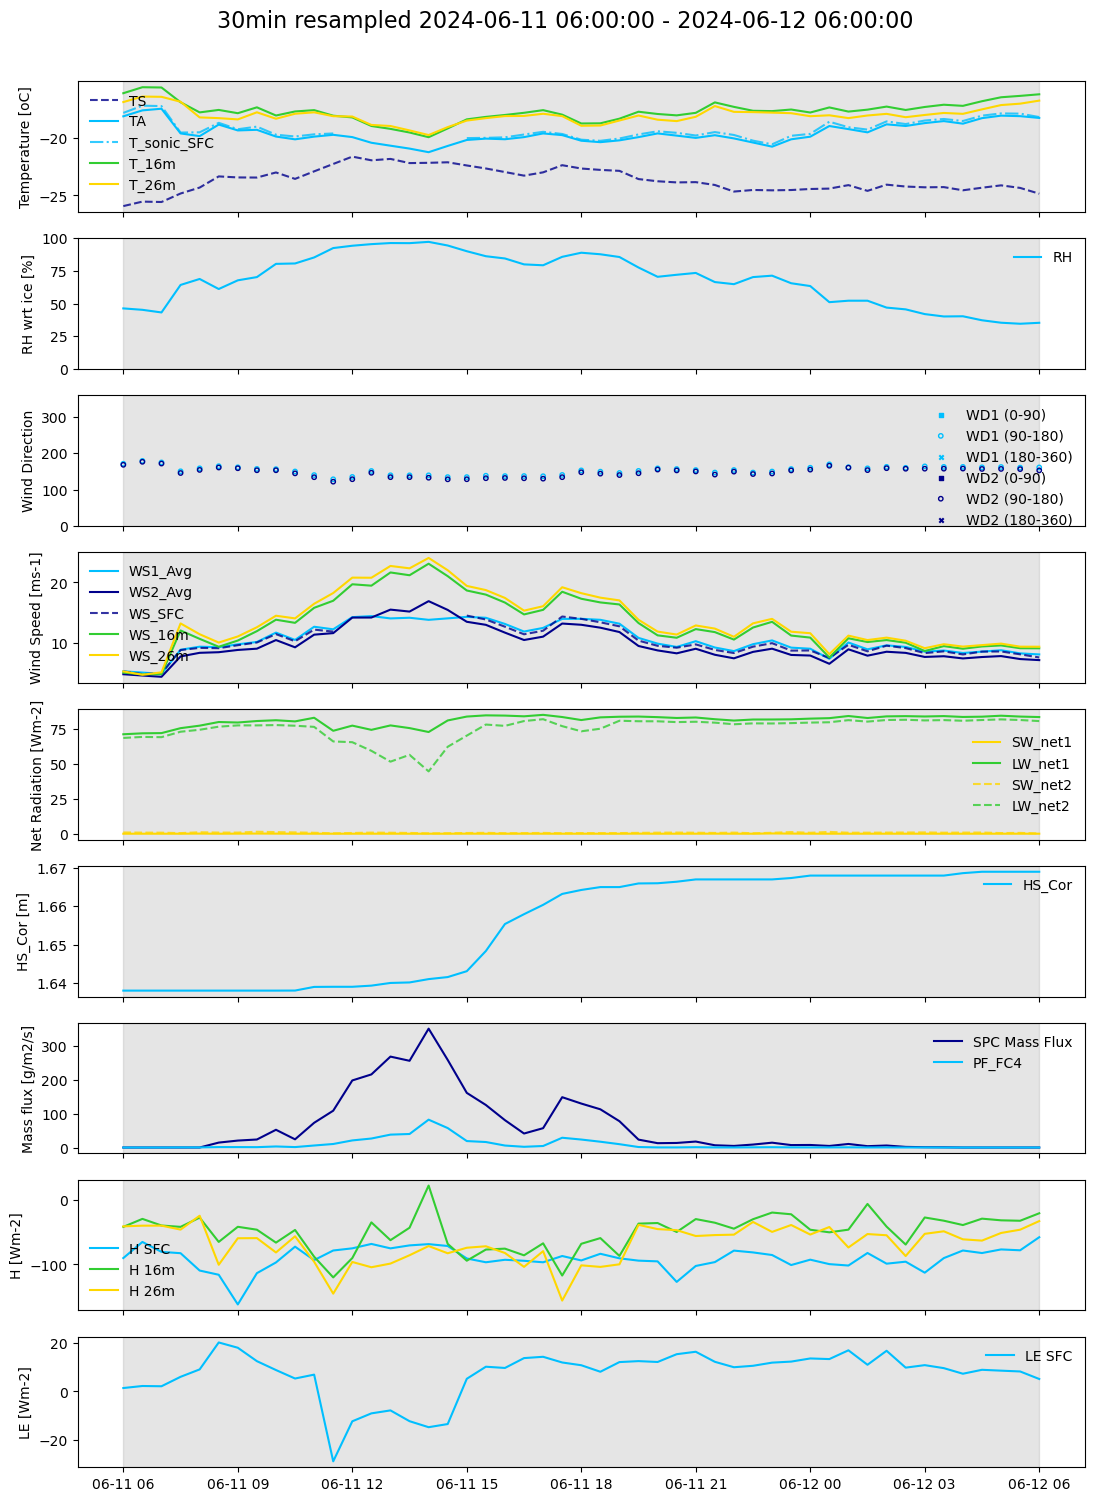 30min resampled 2024-06-11 06:00:00 - 2024-06-12 06:00:00
Temperature [oC]
−20
−25
TS
TA
T_sonic_SFC
T_16m
T_26m
RH wrt ice [%]
100
75
50
25
0
RH
Wind Direction
300
200
100
0
WD1 (0-90)
WD1 (90-180)
WD1 (180-360)
WD2 (0-90)
WD2 (90-180)
WD2 (180-360)
Wind Speed [ms-1]
20
10
WS1_Avg
WS2_Avg
WS_SFC
WS_16m
WS_26m
Net Radiation [Wm-2]
75
50
25
0
SW_net1
LW_net1
SW_net2
LW_net2
HS_Cor [m]
1.67
1.66
1.65
1.64
HS_Cor
Mass flux [g/m2/s]
300
200
100
0
SPC Mass Flux
PF_FC4
H [Wm-2]
0
−100
H SFC
H 16m
H 26m
LE [Wm-2]
20
0
−20
LE SFC
06-11 06 06-11 09 06-11 12 06-11 15 06-11 18 06-11 21 06-12 00 06-12 03 06-12 06